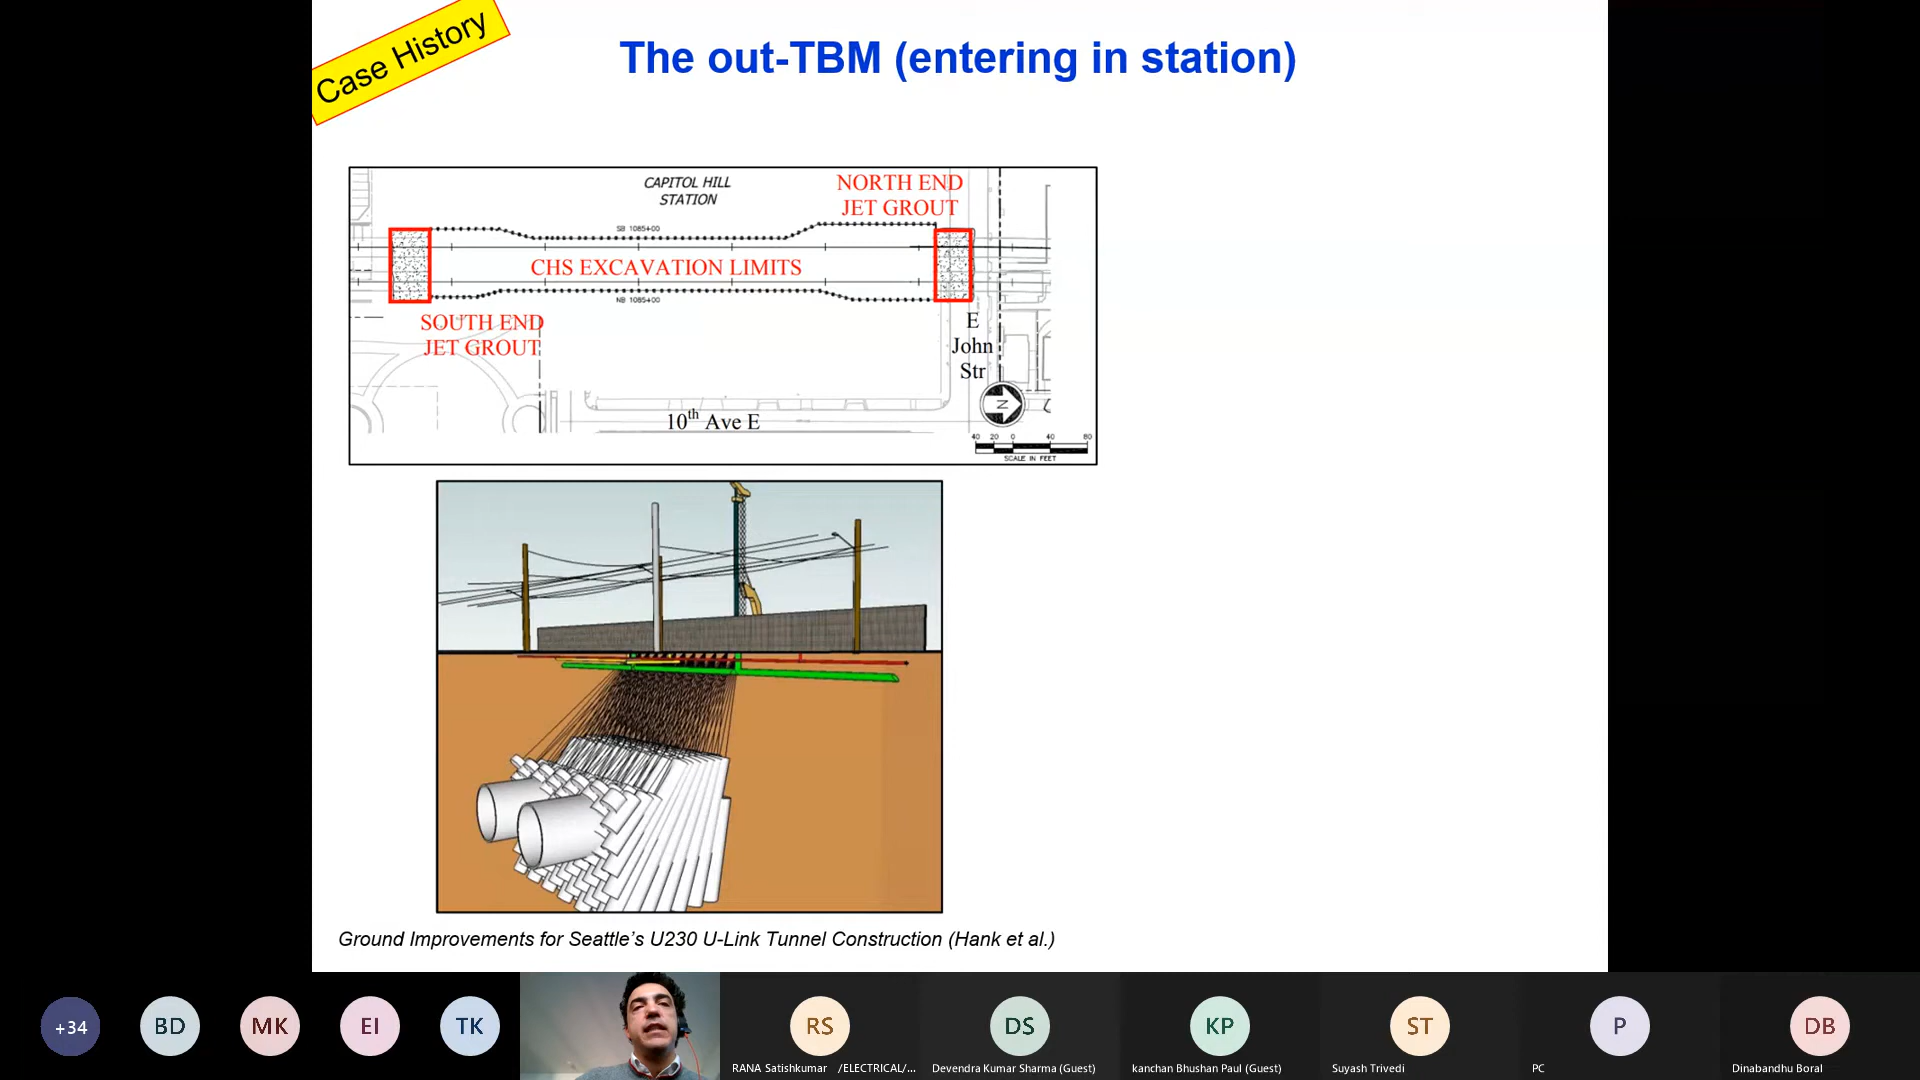 Case History
The out-TBM (entering in station)
CAPITOL HILL
STATION
NORTH END
JET GROUT
SB 1085+00
CHS EXCAVATION LIMITS
NB 1085+00
SOUTH END
JET GROUT
E
John
Str
N
10th Ave E
40 20 0 40 80
SCALE IN FEET
Ground Improvements for Seattle's U230 U-Link Tunnel Construction (Hank et al.)
+34
BD
MK
EI
TK
RS
DS
KP
ST
P
DB
RANA Satishkumar /ELECTRICAL/...
Devendra Kumar Sharma (Guest)
kanchan Bhushan Paul (Guest)
Suyash Trivedi
PC
Dinabandhu Boral